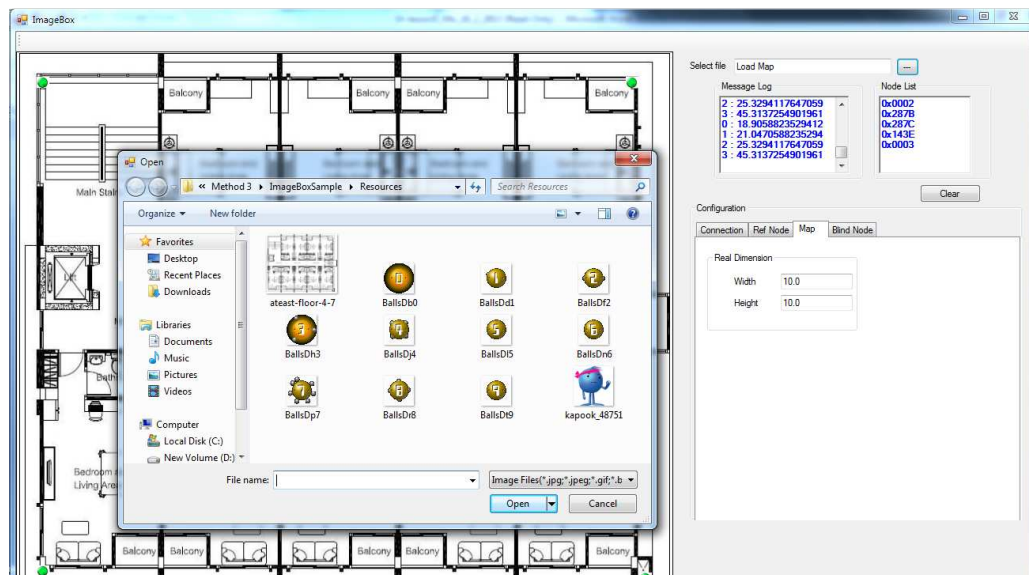 ImageBox
Select file Load Map ...
Message Log
2 : 25.3294117647059
3 : 45.3137254901961
0 : 18.9058823529412
1 : 21.0470588235294
2 : 25.3294117647059
3 : 45.3137254901961
Node List
0x0002
0x287B
0x287C
0x143E
0x0003
Clear
Configuration
Connection Ref Node Map Blind Node
Real Dimension
Width 10.0
Height 10.0
Balcony Balcony Balcony Balcony
Main Stair
Lift
Bath
Bedroom
Living Area
Open
« Method 3 ImageBoxSample Resources
Search Resources
Organize New folder
Favorites
Desktop
Recent Places
Downloads
Libraries
Documents
Music
Pictures
Videos
Computer
Local Disk (C:)
New Volume (D:)
ateast-floor-4-7 BallsDb0 BallsDd1 BallsDf2
BallsDh3 BallsDj4 BallsDl5 BallsDn6
BallsDp7 BallsDr8 BallsDt9 kapook_48751
File name: Image Files(*.jpg;*.jpeg;*.gif;*.b
Open Cancel
Balcony Balcony Balcony Balcony Balcony